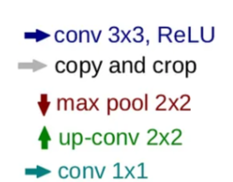 conv 3x3, ReLU
copy and crop
max pool 2x2
up-conv 2x2
conv 1x1